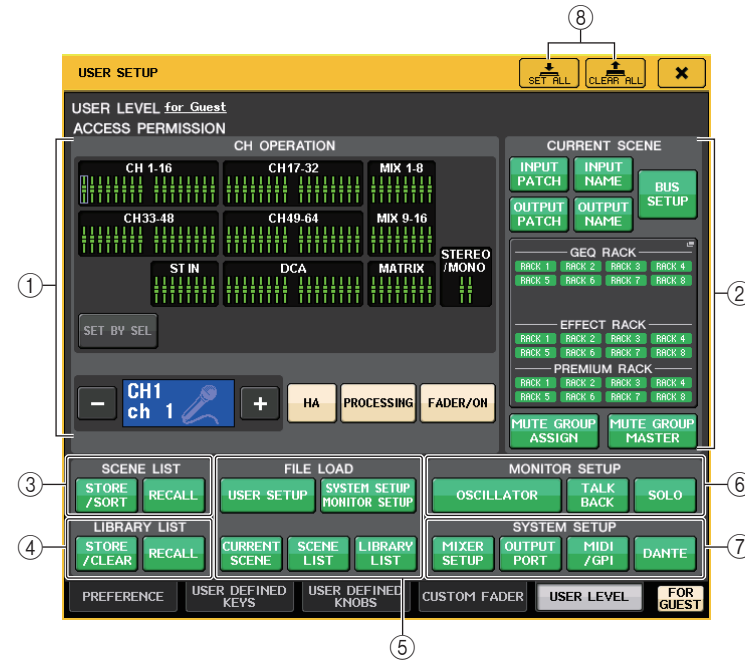 ⑧
USER SETUP
SET ALL
CLEAR ALL
USER LEVEL for Guest
ACCESS PERMISSION
①
CH OPERATION
CH 1-16
CH17-32
MIX 1-8
CH33-48
CH49-64
MIX 9-16
STEREO
/MONO
ST IN
DCA
MATRIX
SET BY SEL
−
CH1
ch 1
+
HA
PROCESSING
FADER/ON
CURRENT SCENE
INPUT
PATCH
INPUT
NAME
BUS
SETUP
OUTPUT
PATCH
OUTPUT
NAME
②
GEQ RACK
RACK 1 RACK 2 RACK 3 RACK 4
RACK 5 RACK 6 RACK 7 RACK 8
EFFECT RACK
RACK 1 RACK 2 RACK 3 RACK 4
RACK 5 RACK 6 RACK 7 RACK 8
PREMIUM RACK
RACK 1 RACK 2 RACK 3 RACK 4
RACK 5 RACK 6 RACK 7 RACK 8
MUTE GROUP
ASSIGN
MUTE GROUP
MASTER
③
SCENE LIST
STORE
/SORT
RECALL
④
LIBRARY LIST
STORE
/CLEAR
RECALL
FILE LOAD
USER SETUP
SYSTEM SETUP
MONITOR SETUP
CURRENT
SCENE
SCENE
LIST
LIBRARY
LIST
⑤
MONITOR SETUP
OSCILLATOR
TALK
BACK
SOLO
⑥
SYSTEM SETUP
MIXER
SETUP
OUTPUT
PORT
MIDI
/GPI
DANTE
⑦
PREFERENCE
USER DEFINED
KEYS
USER DEFINED
KNOBS
CUSTOM FADER
USER LEVEL
FOR
GUEST